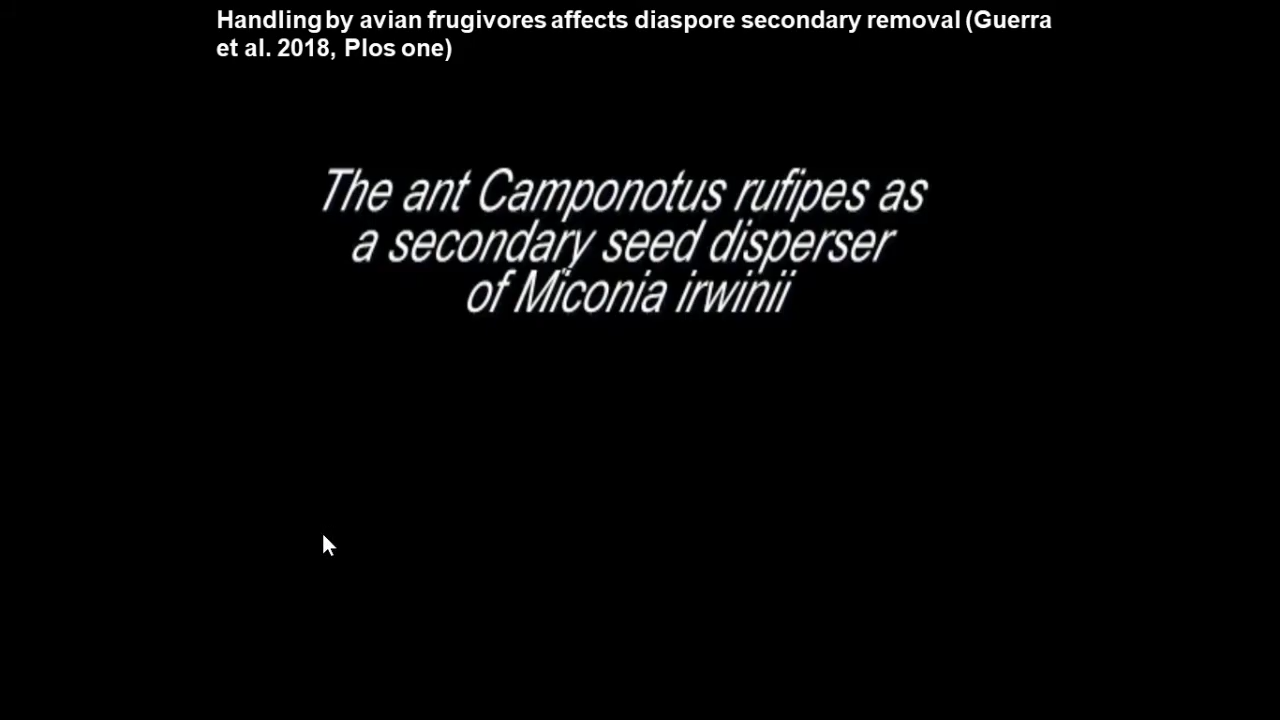 Handling by avian frugivores affects diaspore secondary removal (Guerra
et al. 2018, Plos one)
The ant Camponotus rufipes as
a secondary seed disperser
of Miconia irwinii